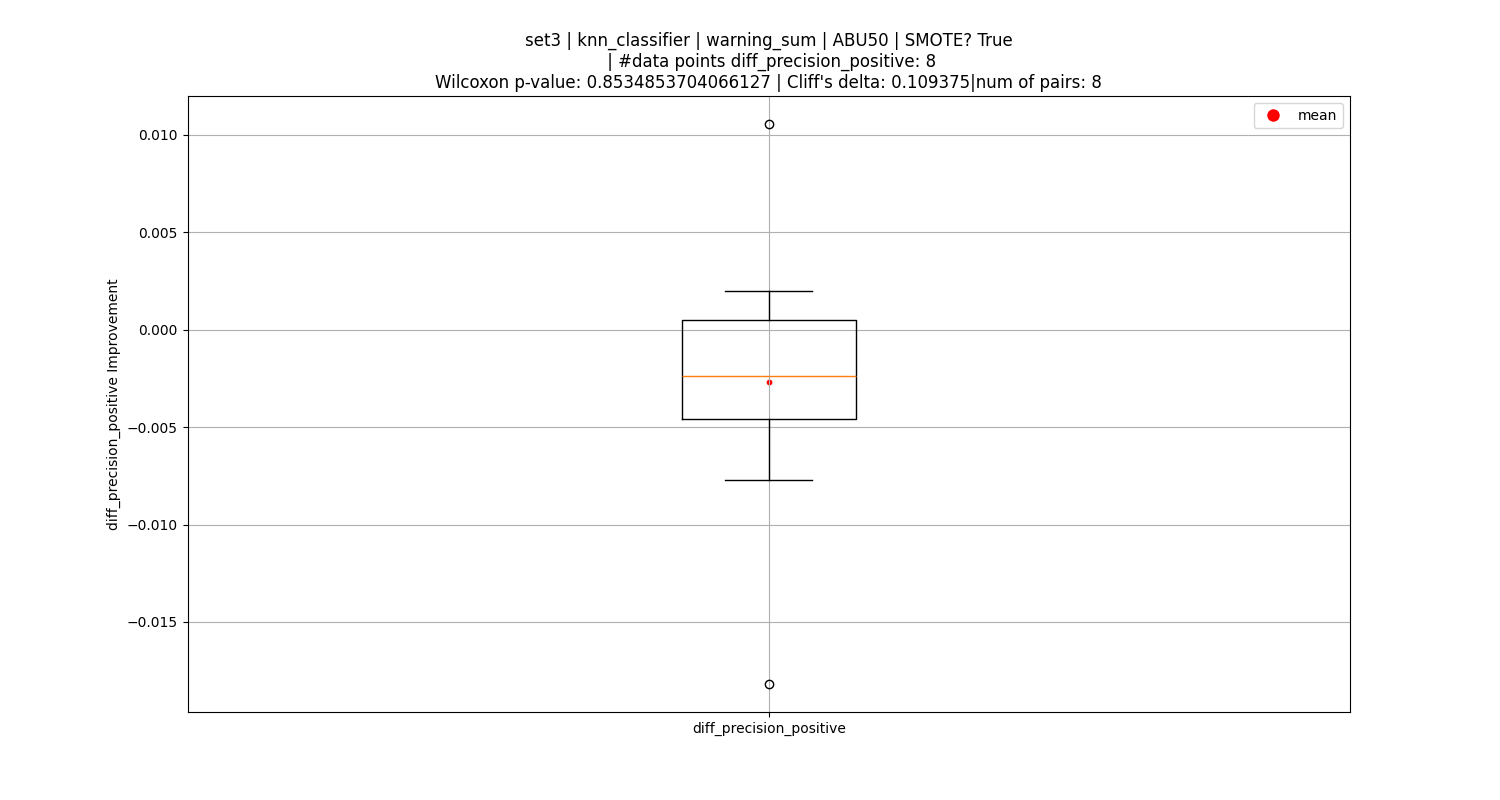 set3 | knn_classifier | warning_sum | ABU50 | SMOTE? True
| #data points diff_precision_positive: 8
Wilcoxon p-value: 0.8534853704066127 | Cliff's delta: 0.109375|num of pairs: 8
mean
0.010
0.005
0.000
−0.005
−0.010
−0.015
diff_precision_positive Improvement
diff_precision_positive